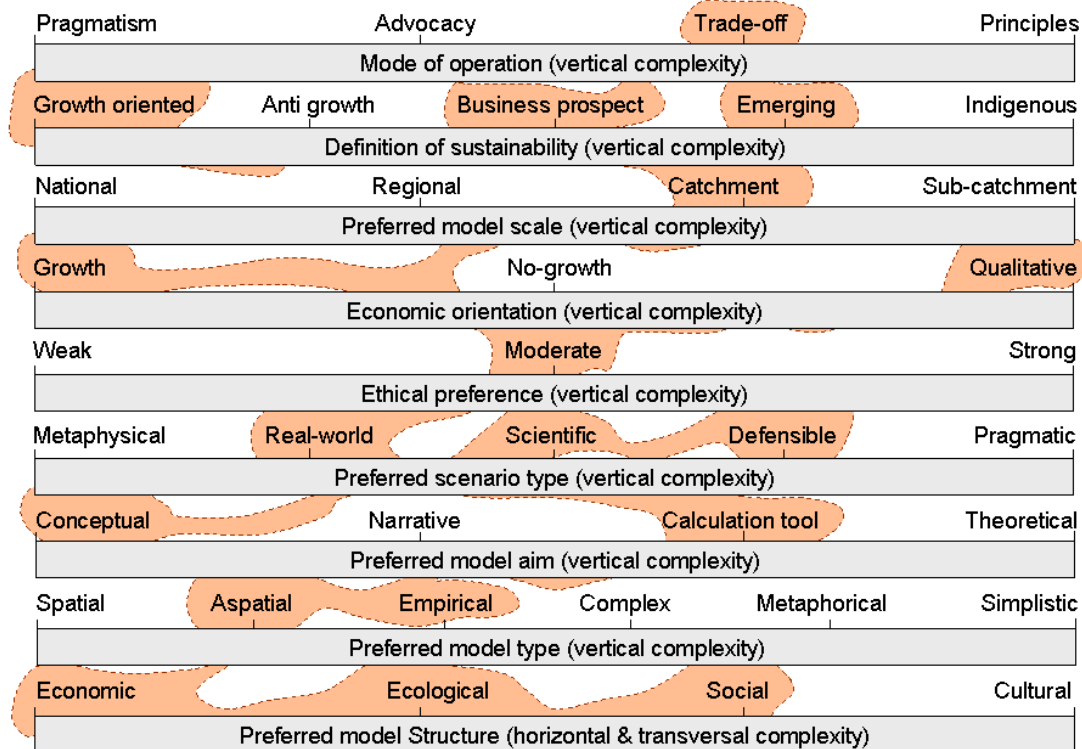 Pragmatism Advocacy Trade-off Principles
Mode of operation (vertical complexity)
Growth oriented Anti growth Business prospect Emerging Indigenous
Definition of sustainability (vertical complexity)
National Regional Catchment Sub-catchment
Preferred model scale (vertical complexity)
Growth No-growth Qualitative
Economic orientation (vertical complexity)
Weak Moderate Strong
Ethical preference (vertical complexity)
Metaphysical Real-world Scientific Defensible Pragmatic
Preferred scenario type (vertical complexity)
Conceptual Narrative Calculation tool Theoretical
Preferred model aim (vertical complexity)
Spatial Aspatial Empirical Complex Metaphorical Simplistic
Preferred model type (vertical complexity)
Economic Ecological Social Cultural
Preferred model Structure (horizontal & transversal complexity)